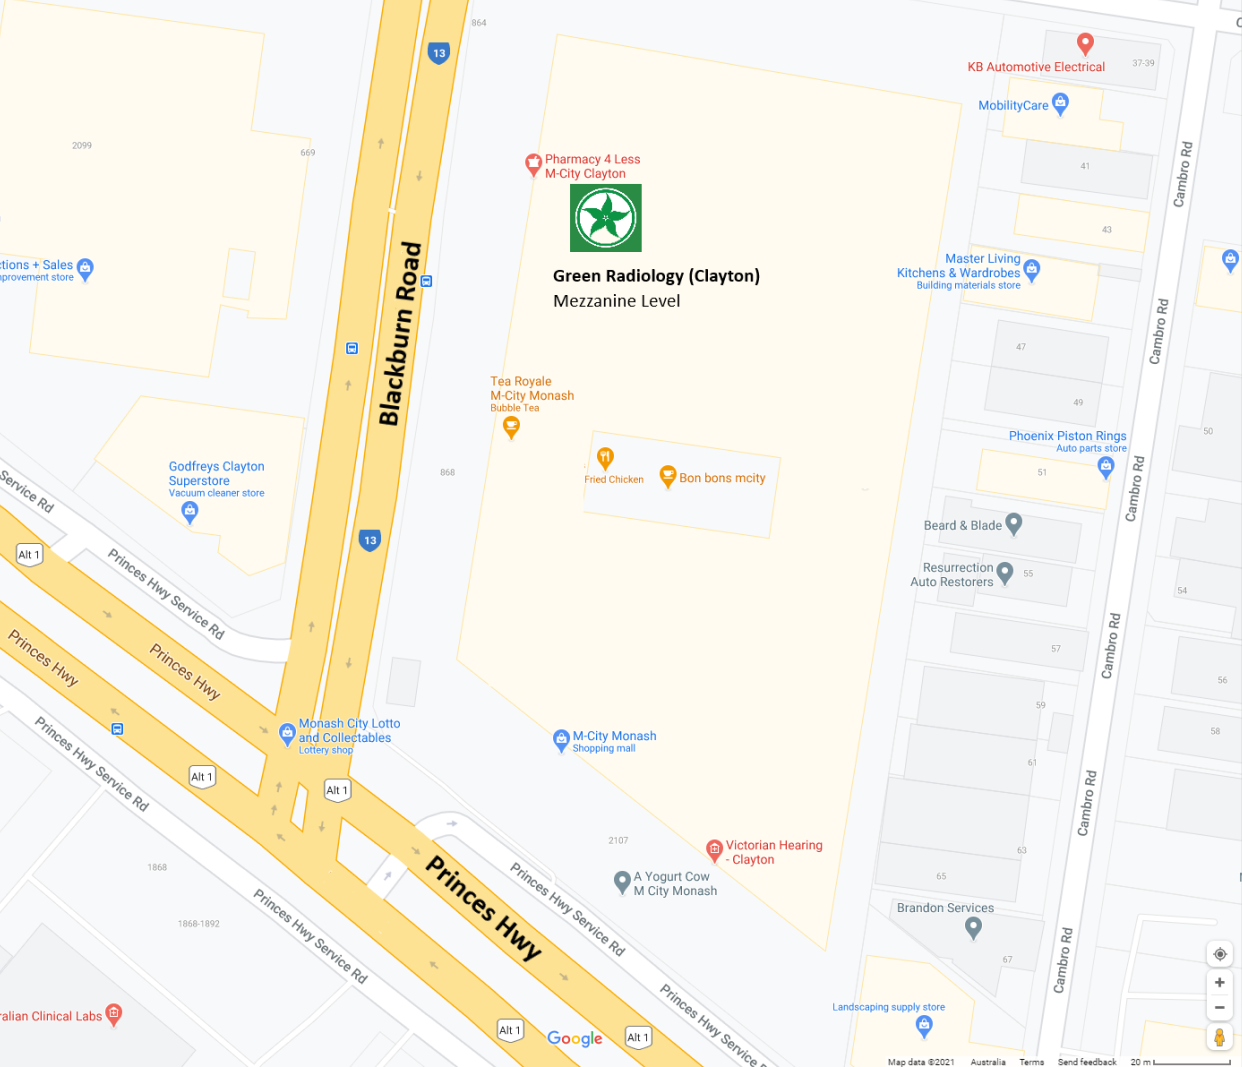 864
13
37-39
KB Automotive Electrical
MobilityCare
2099
669
Pharmacy 4 Less
M-City Clayton
41
Cambro Rd
43
Green Radiology (Clayton)
Mezzanine Level
Master Living
Kitchens & Wardrobes
Building materials store
ctions + Sales
nprovement store
Blackburn Road
Cambro Rd
47
49
50
Tea Royale
M-City Monash
Bubble Tea
Phoenix Piston Rings
Auto parts store
51
Godfreys Clayton
Superstore
Vacuum cleaner store
868
Fried Chicken
Bon bons mcity
Cambro Rd
Service Rd
Alt 1
13
Beard & Blade
Resurrection
Auto Restorers
55
54
Princes Hwy Service Rd
57
Cambro Rd
Princes Hwy
Princes Hwy
56
59
58
Monash City Lotto
and Collectables
Lottery shop
M-City Monash
Shopping mall
61
Alt 1
Alt 1
Princes Hwy Service Rd
Cambro Rd
2107
Victorian Hearing
- Clayton
63
65
1868
A Yogurt Cow
M City Monash
Princes Hwy
Princes Hwy Service Rd
1868-1892
Princes Hwy Service Rd
Brandon Services
67
Cambro Rd
Princes Hwy Service R
ralian Clinical Labs
Landscaping supply store
Alt 1
Google
Alt 1
Map data ©2021 Australia Terms Send feedback 20 m